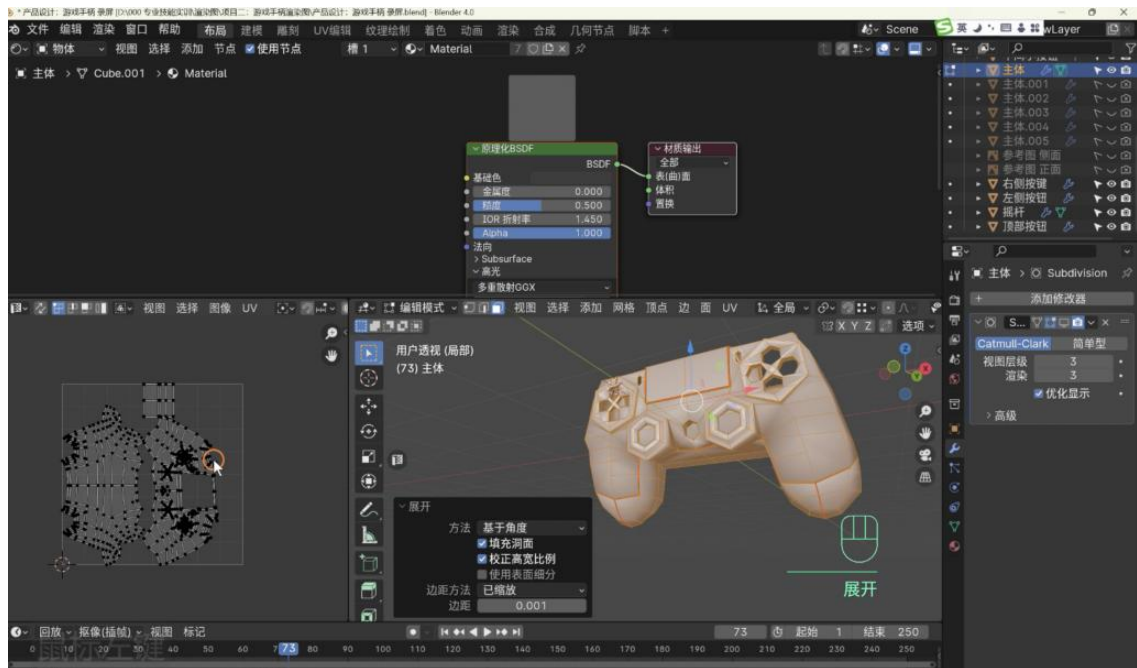 * 产品设计：游戏手柄 录屏 [D:\000 专业技能实训\渲染图\项目二：游戏手柄渲染图\产品设计：游戏手柄 录屏.blend] - Blender 4.0
文件 编辑 渲染 窗口 帮助 布局 建模 雕刻 UV编辑 纹理绘制 着色 动画 渲染 合成 几何节点 脚本 + Scene 英 wLayer
物体 视图 选择 添加 节点 使用节点 槽 1 Material 7
主体 > Cube.001 > Material
原理化BSDF
BSDF
基础色
金属度 0.000
糙度 0.500
IOR 折射率 1.450
Alpha 1.000
法向
> Subsurface
高光
多重散射GGX
材质输出
全部
表(曲)面
体积
置换
主体
主体.001
主体.002
主体.003
主体.004
主体.005
参考图 侧面
参考图 正面
右侧按键
左侧按钮
摇杆
顶部按钮
主体 > Subdivision
+ 添加修改器
S...
Catmull-Clark 简单型
视图层级 3
渲染 3
优化显示
> 高级
视图 选择 图像 UV
编辑模式 视图 选择 添加 网格 顶点 边 面 UV 全局
X Y Z 选项
用户透视 (局部)
(73) 主体
展开
方法 基于角度
填充洞面
校正高宽比例
使用表面细分
边距方法 已缩放
边距 0.001
展开
回放 抠像(插帧) 视图 标记 73 起始 1 结束 250
0 10 20 30 40 50 60 7 73 80 90 100 110 120 130 140 150 160 170 180 190 200 210 220 230 240 250
鼠标左键